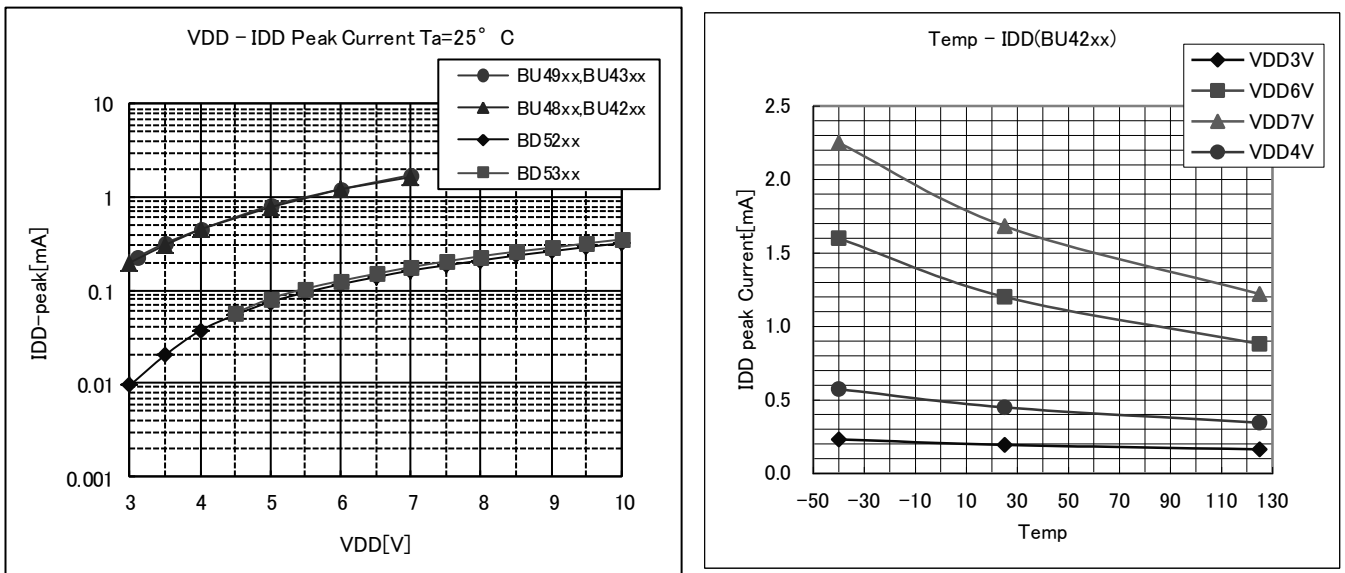 VDD - IDD Peak Current Ta=25° C
BU49xx,BU43xx
BU48xx,BU42xx
BD52xx
BD53xx
10
1
0.1
0.01
0.001
IDD-peak[mA]
3 4 5 6 7 8 9 10
VDD[V]
Temp - IDD(BU42xx)
VDD3V
VDD6V
VDD7V
VDD4V
2.5
2.0
1.5
1.0
0.5
0.0
IDD peak Current[mA]
-50 -30 -10 10 30 50 70 90 110 130
Temp